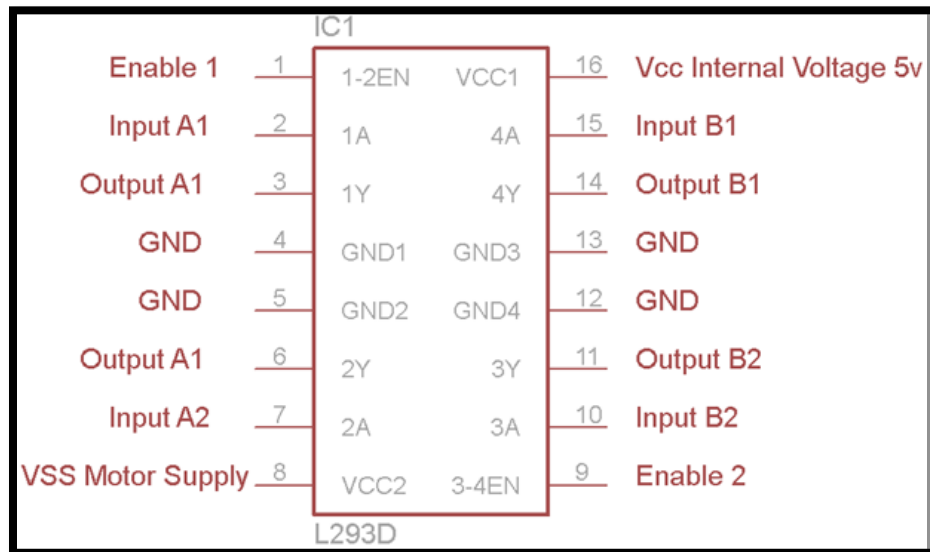 IC1
Enable 1 1 1-2EN VCC1 16 Vcc Internal Voltage 5v
Input A1 2 1A 4A 15 Input B1
Output A1 3 1Y 4Y 14 Output B1
GND 4 GND1 GND3 13 GND
GND 5 GND2 GND4 12 GND
Output A1 6 2Y 3Y 11 Output B2
Input A2 7 2A 3A 10 Input B2
VSS Motor Supply 8 VCC2 3-4EN 9 Enable 2
L293D